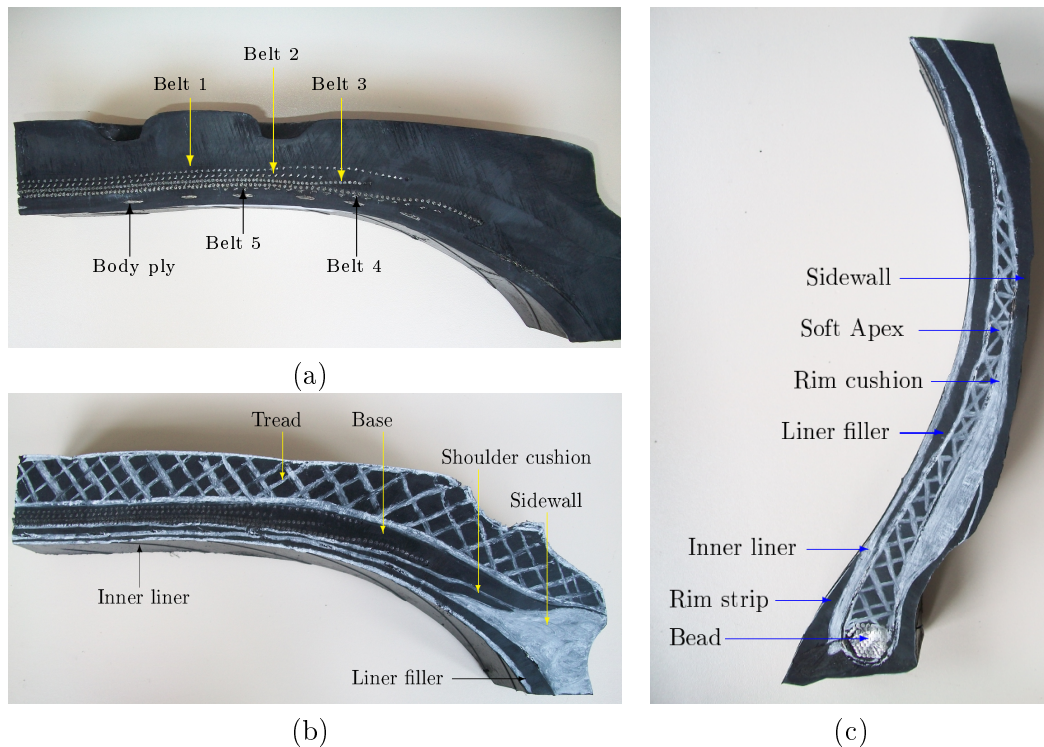 Belt 2
Belt 1
Belt 3
Belt 5
Body ply
Belt 4
(a)
Tread
Base
Shoulder cushion
Sidewall
Inner liner
Liner filler
(b)
Sidewall
Soft Apex
Rim cushion
Liner filler
Inner liner
Rim strip
Bead
(c)